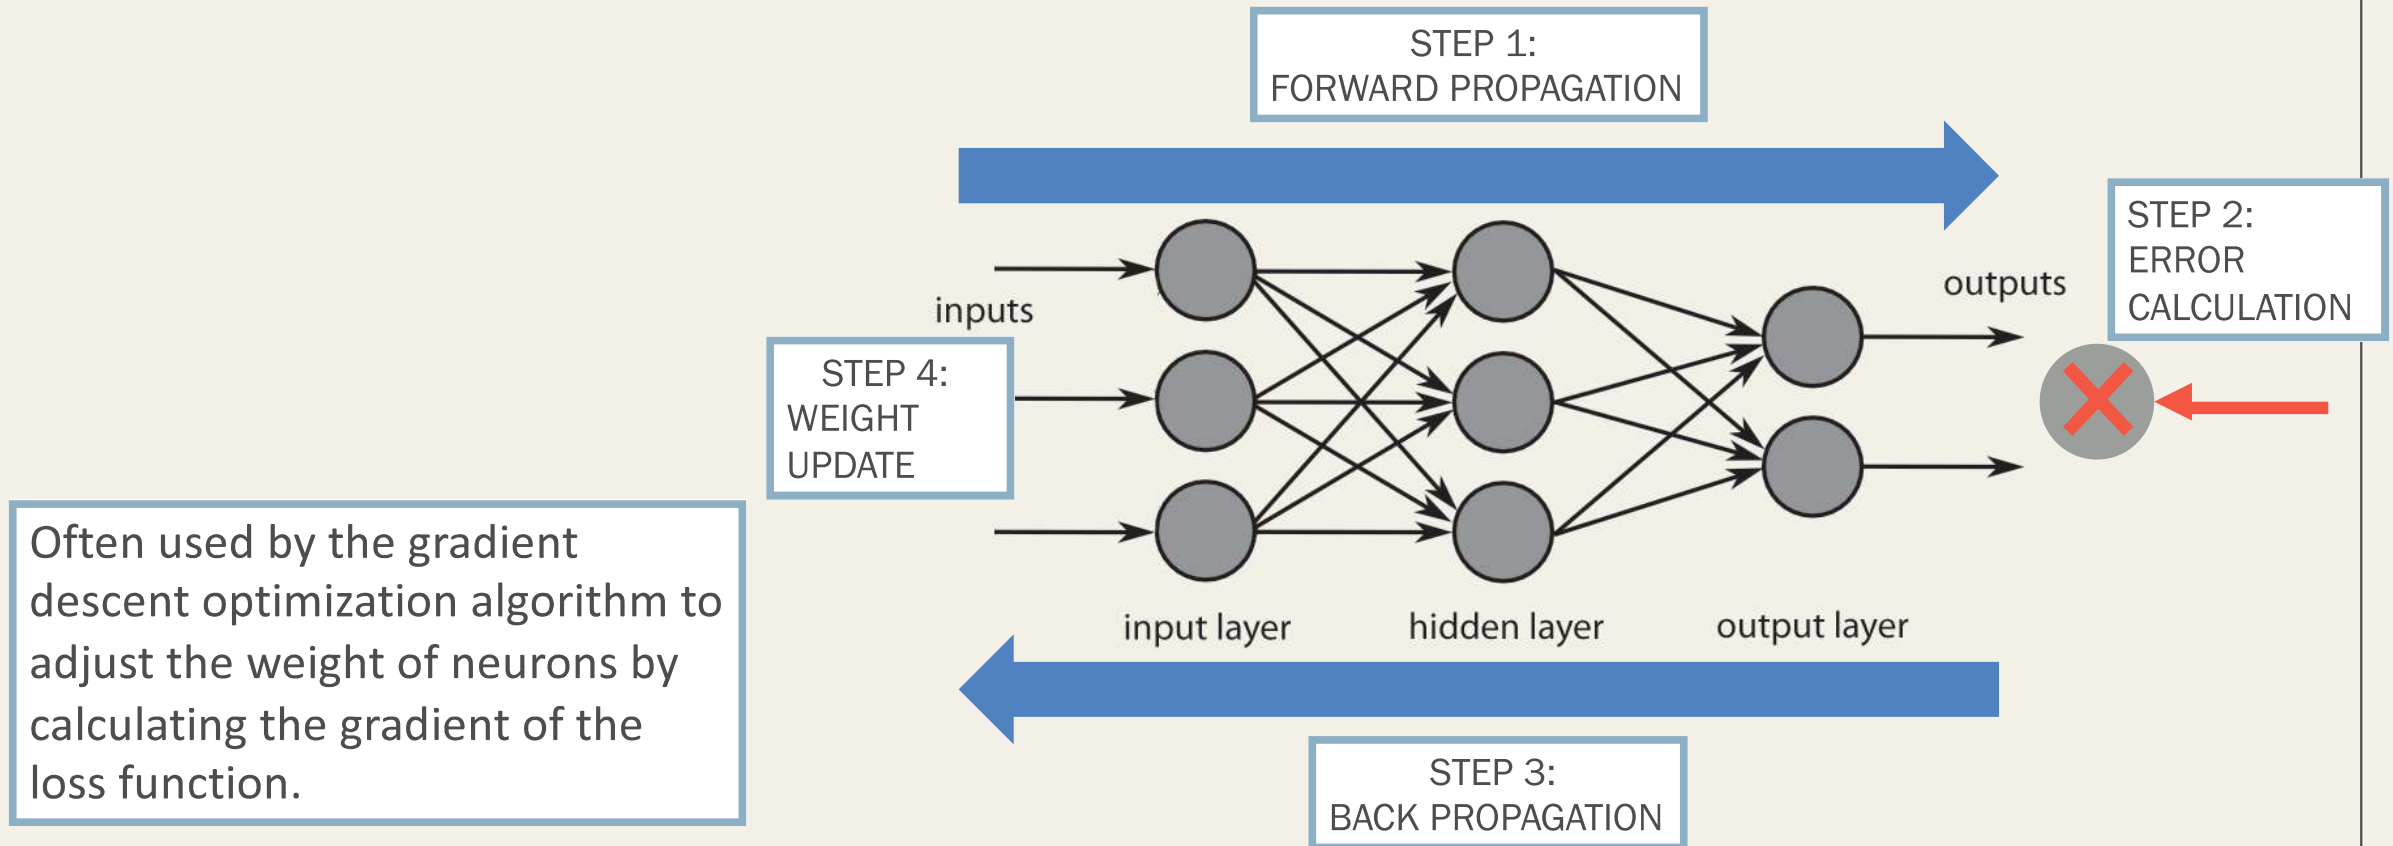 STEP 1:
FORWARD PROPAGATION
STEP 2:
ERROR
CALCULATION
outputs
inputs
STEP 4:
WEIGHT
UPDATE
Often used by the gradient
descent optimization algorithm to
adjust the weight of neurons by
calculating the gradient of the
loss function.
input layer
hidden layer
output layer
STEP 3:
BACK PROPAGATION